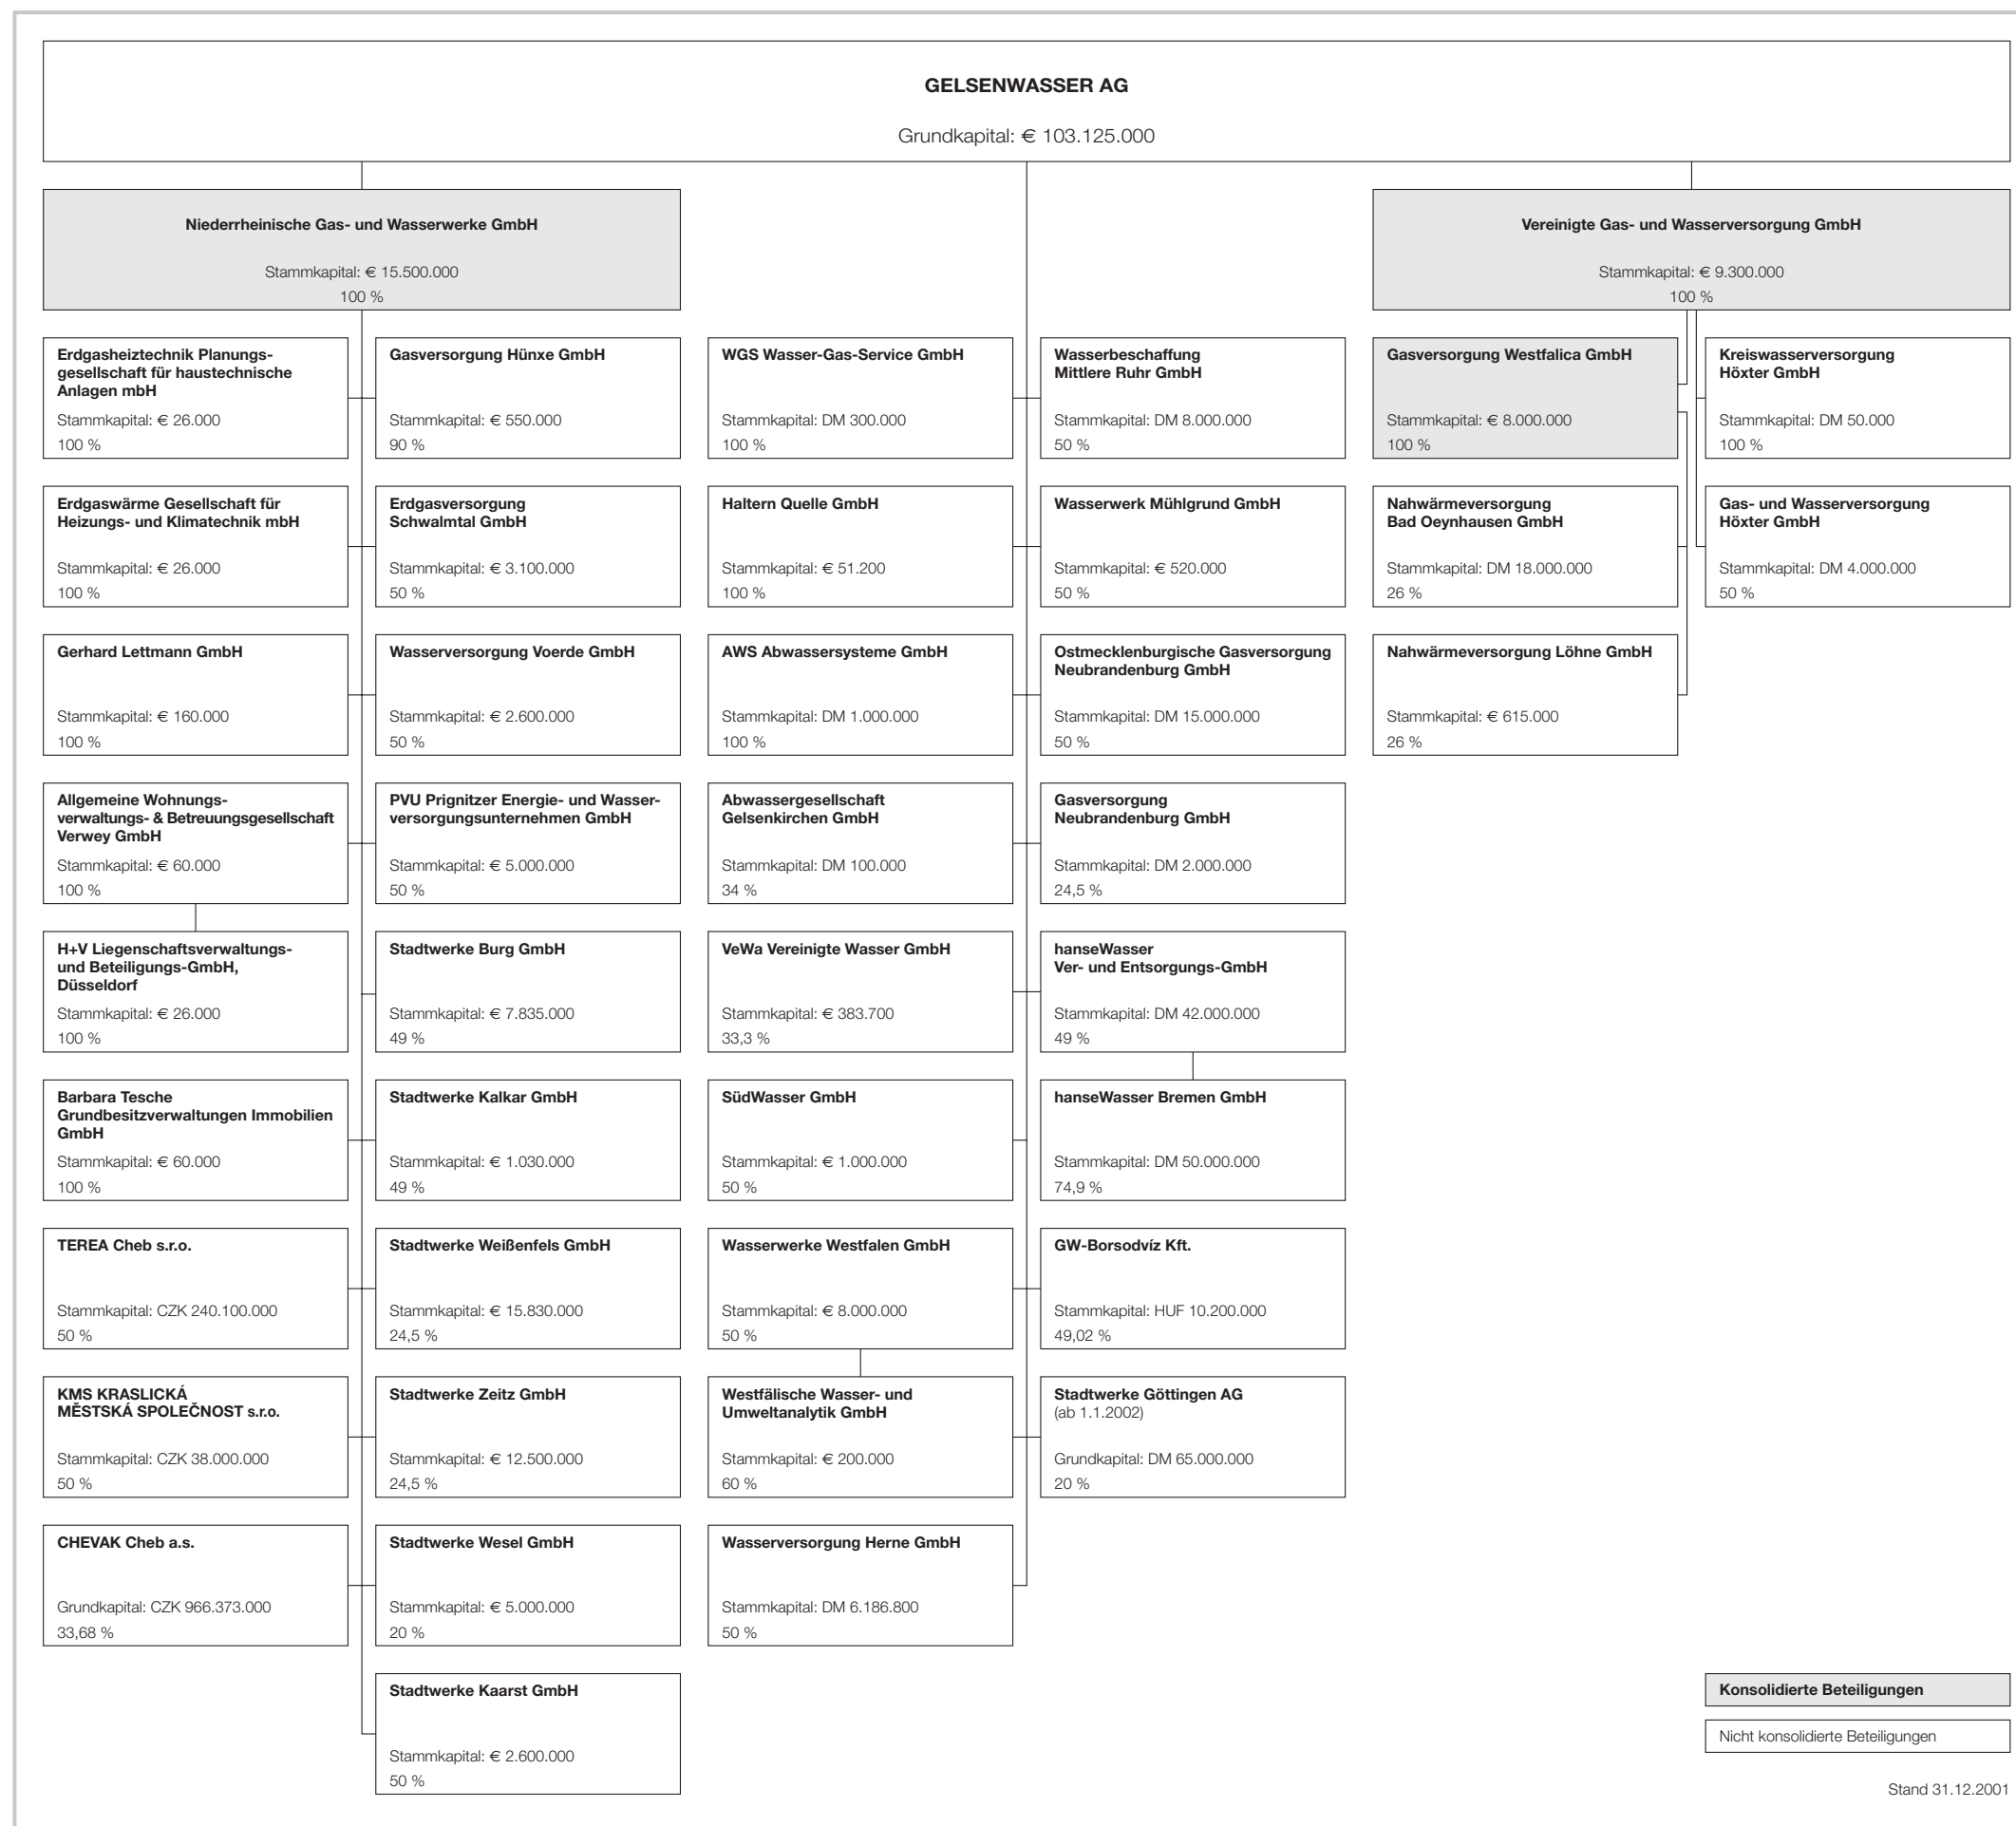 GELSENWASSER AG
Grundkapital: € 103.125.000
Niederrheinische Gas- und Wasserwerke GmbH
Stammkapital: € 15.500.000
100 %
Vereinigte Gas- und Wasserversorgung GmbH
Stammkapital: € 9.300.000
100 %
Erdgasheiztechnik Planungs-
gesellschaft für haustechnische
Anlagen mbH
Stammkapital: € 26.000
100 %
Gasversorgung Hünxe GmbH
Stammkapital: € 550.000
90 %
WGS Wasser-Gas-Service GmbH
Stammkapital: DM 300.000
100 %
Wasserbeschaffung
Mittlere Ruhr GmbH
Stammkapital: DM 8.000.000
50 %
Gasversorgung Westfalica GmbH
Stammkapital: € 8.000.000
100 %
Kreiswasserversorgung
Höxter GmbH
Stammkapital: DM 50.000
100 %
Erdgaswärme Gesellschaft für
Heizungs- und Klimatechnik mbH
Stammkapital: € 26.000
100 %
Erdgasversorgung
Schwalmtal GmbH
Stammkapital: € 3.100.000
50 %
Haltern Quelle GmbH
Stammkapital: € 51.200
100 %
Wasserwerk Mühlgrund GmbH
Stammkapital: € 520.000
50 %
Nahwärmeversorgung
Bad Oeynhausen GmbH
Stammkapital: DM 18.000.000
26 %
Gas- und Wasserversorgung
Höxter GmbH
Stammkapital: DM 4.000.000
50 %
Gerhard Lettmann GmbH
Stammkapital: € 160.000
100 %
Wasserversorgung Voerde GmbH
Stammkapital: € 2.600.000
50 %
AWS Abwassersysteme GmbH
Stammkapital: DM 1.000.000
100 %
Ostmecklenburgische Gasversorgung
Neubrandenburg GmbH
Stammkapital: DM 15.000.000
50 %
Nahwärmeversorgung Löhne GmbH
Stammkapital: € 615.000
26 %
Allgemeine Wohnungs-
verwaltungs- & Betreuungsgesellschaft
Verwey GmbH
Stammkapital: € 60.000
100 %
PVU Prignitzer Energie- und Wasser-
versorgungsunternehmen GmbH
Stammkapital: € 5.000.000
50 %
Abwassergesellschaft
Gelsenkirchen GmbH
Stammkapital: DM 100.000
34 %
Gasversorgung
Neubrandenburg GmbH
Stammkapital: DM 2.000.000
24,5 %
H+V Liegenschaftsverwaltungs-
und Beteiligungs-GmbH,
Düsseldorf
Stammkapital: € 26.000
100 %
Stadtwerke Burg GmbH
Stammkapital: € 7.835.000
49 %
VeWa Vereinigte Wasser GmbH
Stammkapital: € 383.700
33,3 %
hanseWasser
Ver- und Entsorgungs-GmbH
Stammkapital: DM 42.000.000
49 %
Barbara Tesche
Grundbesitzverwaltungen Immobilien
GmbH
Stammkapital: € 60.000
100 %
Stadtwerke Kalkar GmbH
Stammkapital: € 1.030.000
49 %
SüdWasser GmbH
Stammkapital: € 1.000.000
50 %
hanseWasser Bremen GmbH
Stammkapital: DM 50.000.000
74,9 %
TEREA Cheb s.r.o.
Stammkapital: CZK 240.100.000
50 %
Stadtwerke Weißenfels GmbH
Stammkapital: € 15.830.000
24,5 %
Wasserwerke Westfalen GmbH
Stammkapital: € 8.000.000
50 %
GW-Borsodvíz Kft.
Stammkapital: HUF 10.200.000
49,02 %
KMS KRASLICKÁ
MĚSTSKÁ SPOLEČNOST s.r.o.
Stammkapital: CZK 38.000.000
50 %
Stadtwerke Zeitz GmbH
Stammkapital: € 12.500.000
24,5 %
Westfälische Wasser- und
Umweltanalytik GmbH
Stammkapital: € 200.000
60 %
Stadtwerke Göttingen AG
(ab 1.1.2002)
Grundkapital: DM 65.000.000
20 %
CHEVAK Cheb a.s.
Grundkapital: CZK 966.373.000
33,68 %
Stadtwerke Wesel GmbH
Stammkapital: € 5.000.000
20 %
Wasserversorgung Herne GmbH
Stammkapital: DM 6.186.800
50 %
Stadtwerke Kaarst GmbH
Stammkapital: € 2.600.000
50 %
Konsolidierte Beteiligungen
Nicht konsolidierte Beteiligungen
Stand 31.12.2001